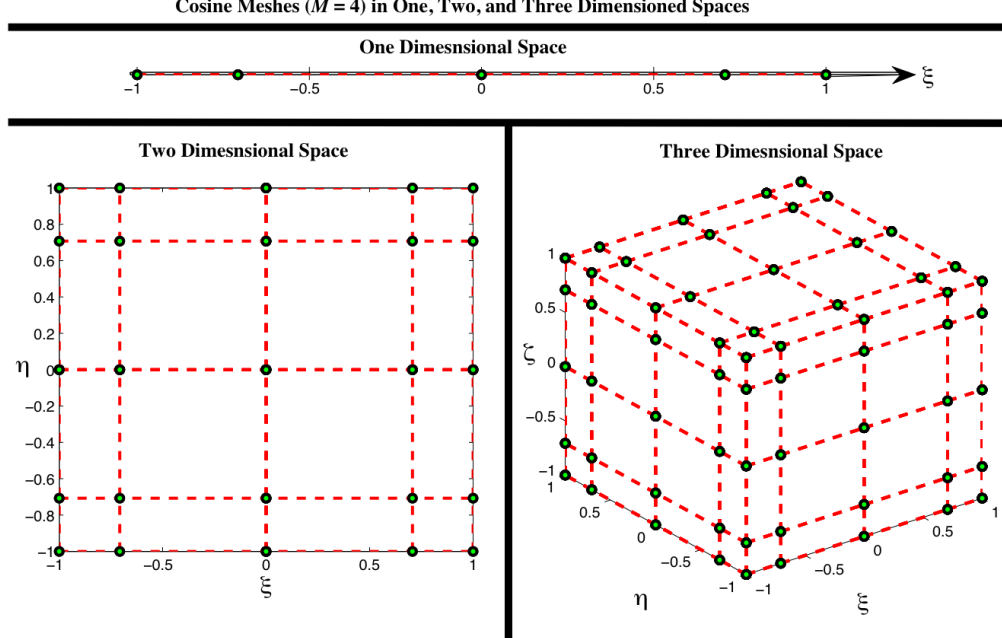 Cosine Meshes (M = 4) in One, Two, and Three Dimensioned Spaces
One Dimesnsional Space
−1 −0.5 0 0.5 1 ξ
Two Dimesnsional Space
1
0.8
0.6
0.4
0.2
η 0
−0.2
−0.4
−0.6
−0.8
−1
−1 −0.5 0 0.5 1
ξ
Three Dimesnsional Space
1
0.5
ζ 0
−0.5
−1
1 0.5 0 −0.5 −1
η
−1 −0.5 0 0.5 1
ξ